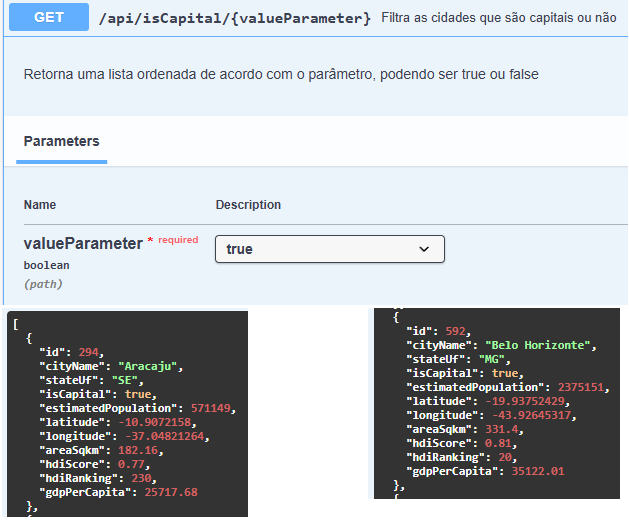 GET /api/isCapital/{valueParameter} Filtra as cidades que são capitais ou não
Retorna uma lista ordenada de acordo com o parâmetro, podendo ser true ou false
Parameters
Name Description
valueParameter * required
boolean
(path)
true
[
{
"id": 294,
"cityName": "Aracaju",
"stateUf": "SE",
"isCapital": true,
"estimatedPopulation": 571149,
"latitude": -10.9072158,
"longitude": -37.04821264,
"areaSqkm": 182.16,
"hdiScore": 0.77,
"hdiRanking": 230,
"gdpPerCapita": 25717.68
},
{
{
"id": 592,
"cityName": "Belo Horizonte",
"stateUf": "MG",
"isCapital": true,
"estimatedPopulation": 2375151,
"latitude": -19.93752429,
"longitude": -43.92645317,
"areaSqkm": 331.4,
"hdiScore": 0.81,
"hdiRanking": 20,
"gdpPerCapita": 35122.01
},
{